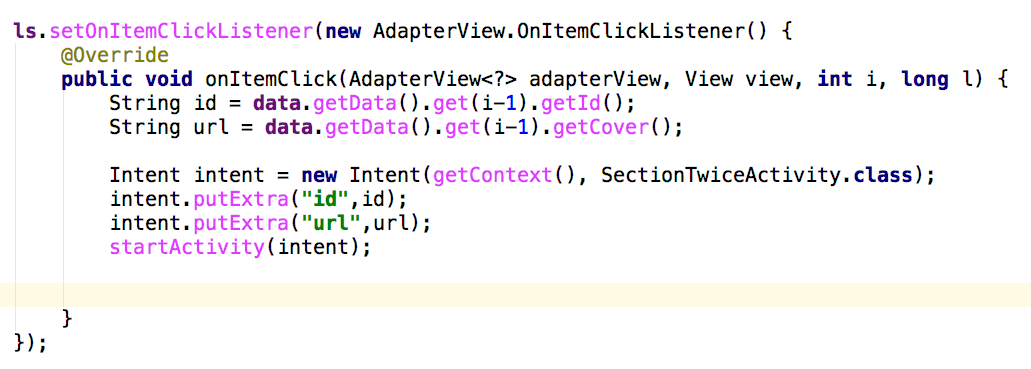 ls.setOnItemClickListener(new AdapterView.OnItemClickListener() {
    @Override
    public void onItemClick(AdapterView<?> adapterView, View view, int i, long l) {
        String id = data.getData().get(i-1).getId();
        String url = data.getData().get(i-1).getCover();

        Intent intent = new Intent(getContext(), SectionTwiceActivity.class);
        intent.putExtra("id",id);
        intent.putExtra("url",url);
        startActivity(intent);


    }
});